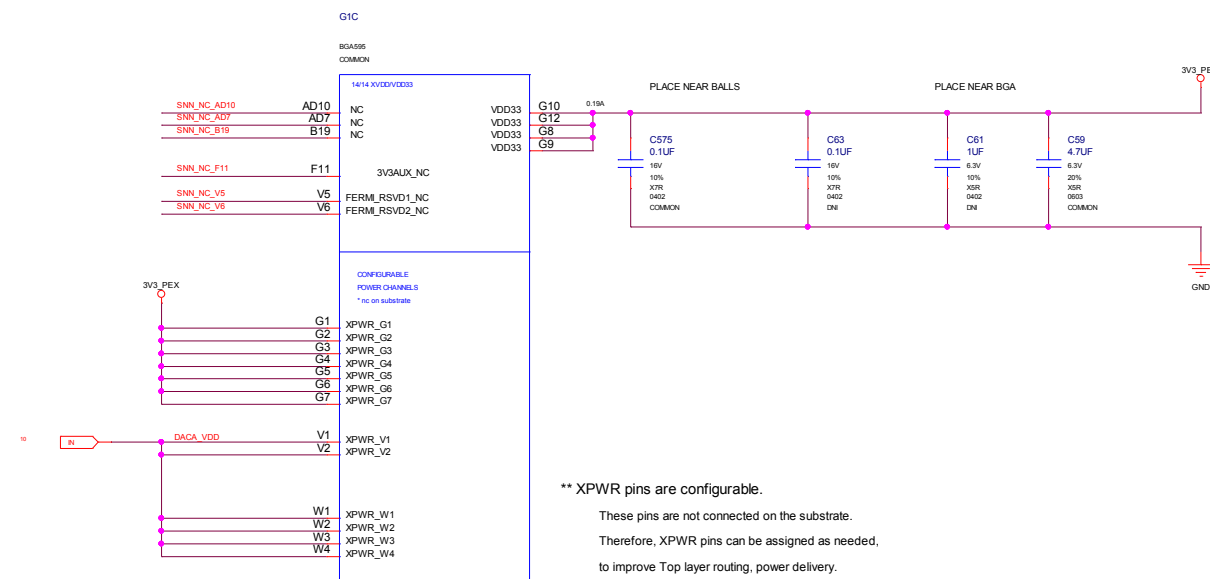 G1C
BGA595
COMMON
14/14 XVDD/VDD33
SNN_NC_AD10 AD10 NC
SNN_NC_AD7 AD7 NC
SNN_NC_B19 B19 NC
SNN_NC_F11 F11 3V3AUX_NC
SNN_NC_V5 V5 FERMI_RSVD1_NC
SNN_NC_V6 V6 FERMI_RSVD2_NC
VDD33 G10 0.19A
VDD33 G12
VDD33 G8
VDD33 G9
PLACE NEAR BALLS
PLACE NEAR BGA
C575
0.1UF
16V
10%
X7R
0402
COMMON
C63
0.1UF
16V
10%
X7R
0402
DNI
C61
1UF
6.3V
10%
X5R
0402
DNI
C59
4.7UF
6.3V
20%
X5R
0603
COMMON
3V3_PE
GND
CONFIGURABLE
POWER CHANNELS
* nc on substrate
3V3_PEX
G1 XPWR_G1
G2 XPWR_G2
G3 XPWR_G3
G4 XPWR_G4
G5 XPWR_G5
G6 XPWR_G6
G7 XPWR_G7
10 IN DACA_VDD V1 XPWR_V1
V2 XPWR_V2
W1 XPWR_W1
W2 XPWR_W2
W3 XPWR_W3
W4 XPWR_W4
** XPWR pins are configurable.
These pins are not connected on the substrate.
Therefore, XPWR pins can be assigned as needed,
to improve Top layer routing, power delivery.